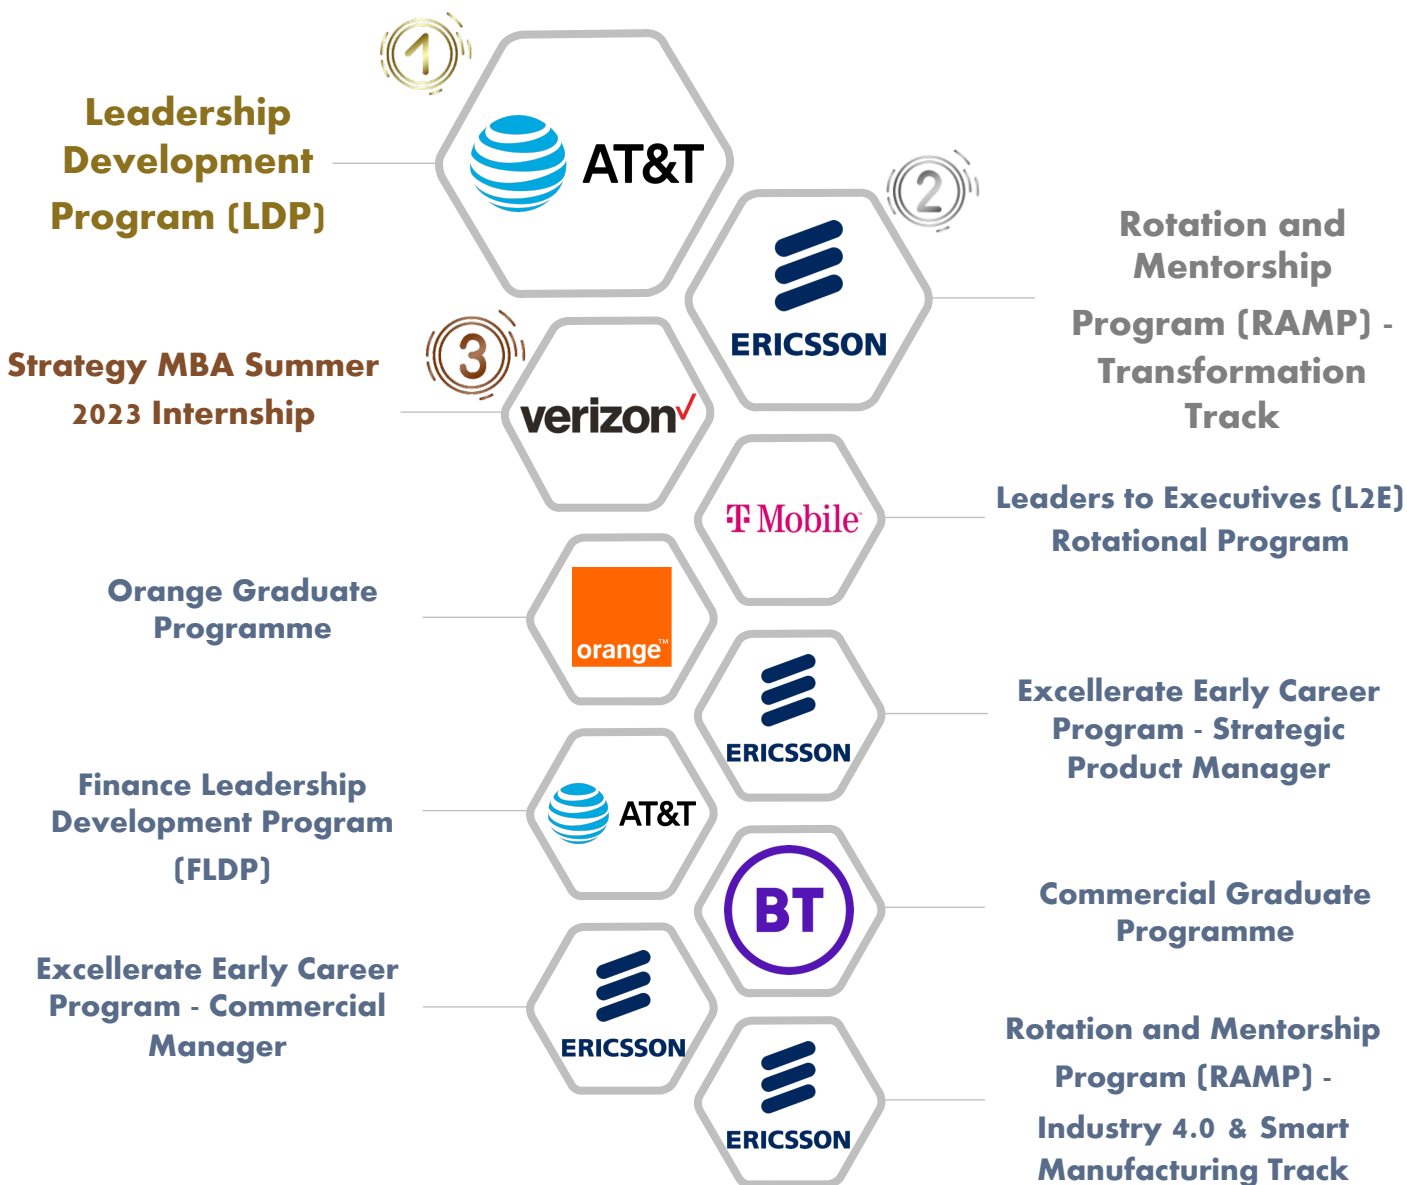 1
Leadership
Development
Program (LDP)
AT&T
2
ERICSSON
Rotation and
Mentorship
Program (RAMP) -
Transformation
Track
3
Strategy MBA Summer
2023 Internship
verizon✓
T Mobile™
Leaders to Executives (L2E)
Rotational Program
Orange Graduate
Programme
orange™
ERICSSON
Excellerate Early Career
Program - Strategic
Product Manager
Finance Leadership
Development Program
(FLDP)
AT&T
BT
Commercial Graduate
Programme
Excellerate Early Career
Program - Commercial
Manager
ERICSSON
ERICSSON
Rotation and Mentorship
Program (RAMP) -
Industry 4.0 & Smart
Manufacturing Track